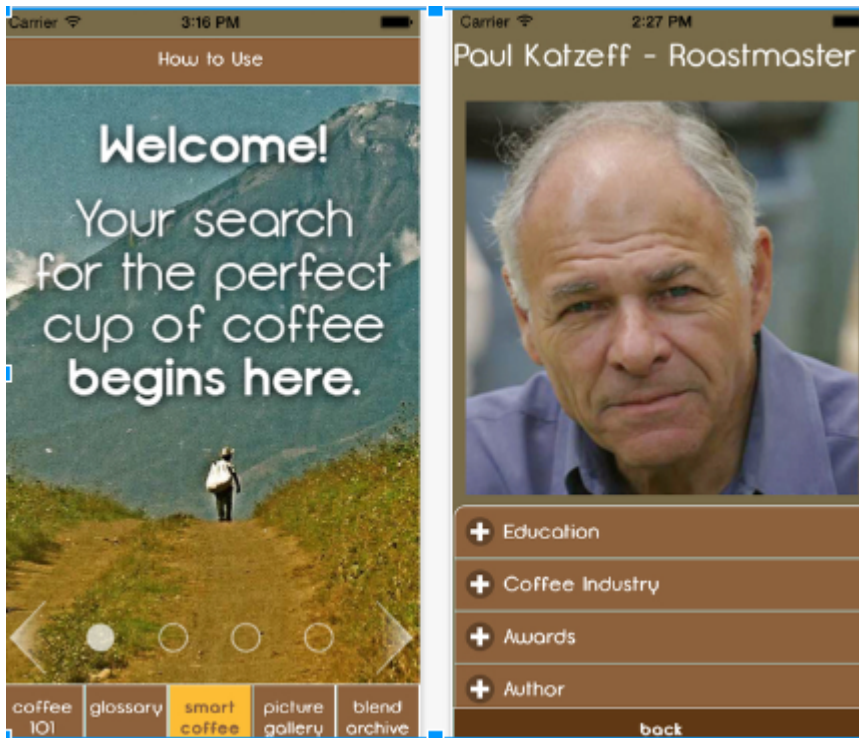 Carrier 3:16 PM
How to Use
Welcome!
Your search
for the perfect
cup of coffee
begins here.
coffee
101
glossary
smart
coffee
picture
gallery
blend
archive
Carrier 2:27 PM
Paul Katzeff - Roastmaster
Education
Coffee Industry
Awards
Author
back